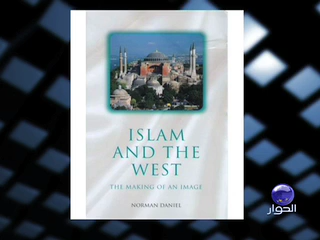 ISLAM
AND THE
WEST
THE MAKING OF AN IMAGE
NORMAN DANIEL
الحوار